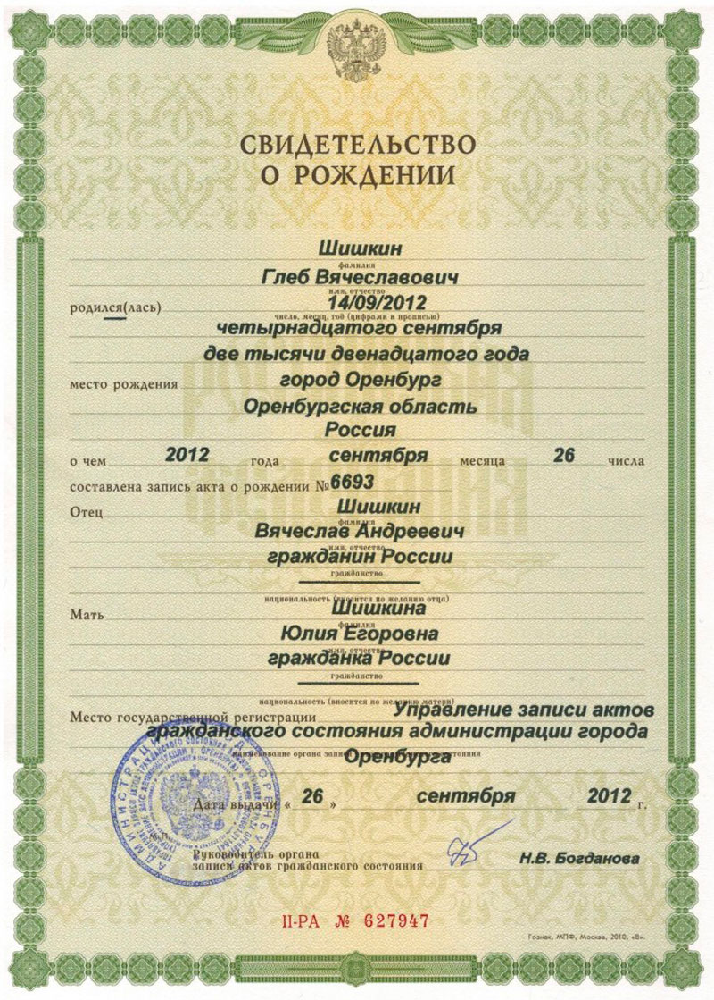 СВИДЕТЕЛЬСТВО
О РОЖДЕНИИ
Шишкин
фамилия
Глеб Вячеславович
имя, отчество
родился(лась) 14/09/2012
число, месяц, год (цифрами и прописью)
четырнадцатого сентября
две тысячи двенадцатого года
место рождения город Оренбург
Оренбургская область
Россия
о чем 2012 года сентября месяца 26 числа
составлена запись акта о рождении № 6693
Отец Шишкин
фамилия
Вячеслав Андреевич
имя, отчество
гражданин России
гражданство
национальность (вносится по желанию отца)
Мать Шишкина
фамилия
Юлия Егоровна
имя, отчество
гражданка России
гражданство
национальность (вносится по желанию матери)
Место государственной регистрации Управление записи актов
гражданского состояния администрации города
наименование органа записи актов гражданского состояния
Оренбурга
Дата выдачи « 26 » сентября 2012 г.
Руководитель органа
записи актов гражданского состояния Н.В. Богданова
II-РА № 627947
Гознак, МПФ, Москва, 2010, «В».